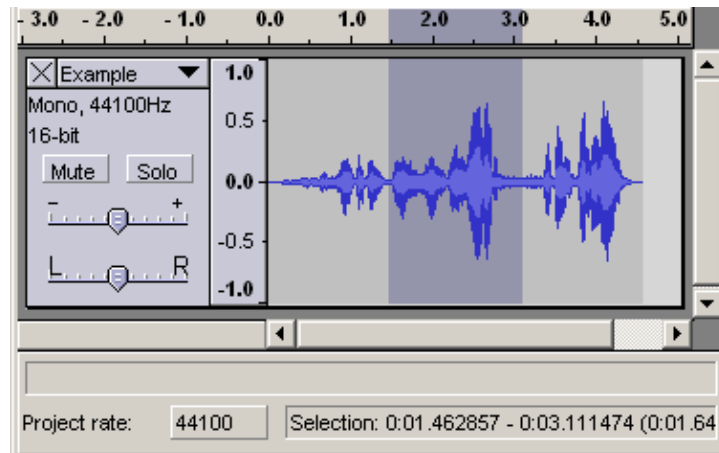 - 3.0 - 2.0 - 1.0 0.0 1.0 2.0 3.0 4.0 5.0
Example
Mono, 44100Hz
16-bit
Mute Solo
- +
L R
1.0
0.5
0.0
-0.5
-1.0
Project rate: 44100 Selection: 0:01.462857 - 0:03.111474 (0:01.64